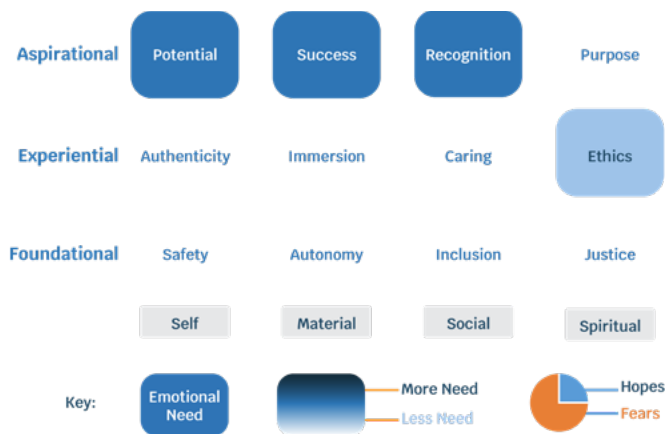 Aspirational Potential Success Recognition Purpose
Experiential Authenticity Immersion Caring Ethics
Foundational Safety Autonomy Inclusion Justice
Self Material Social Spiritual
Key:
Emotional
Need
More Need
Less Need
Hopes
Fears